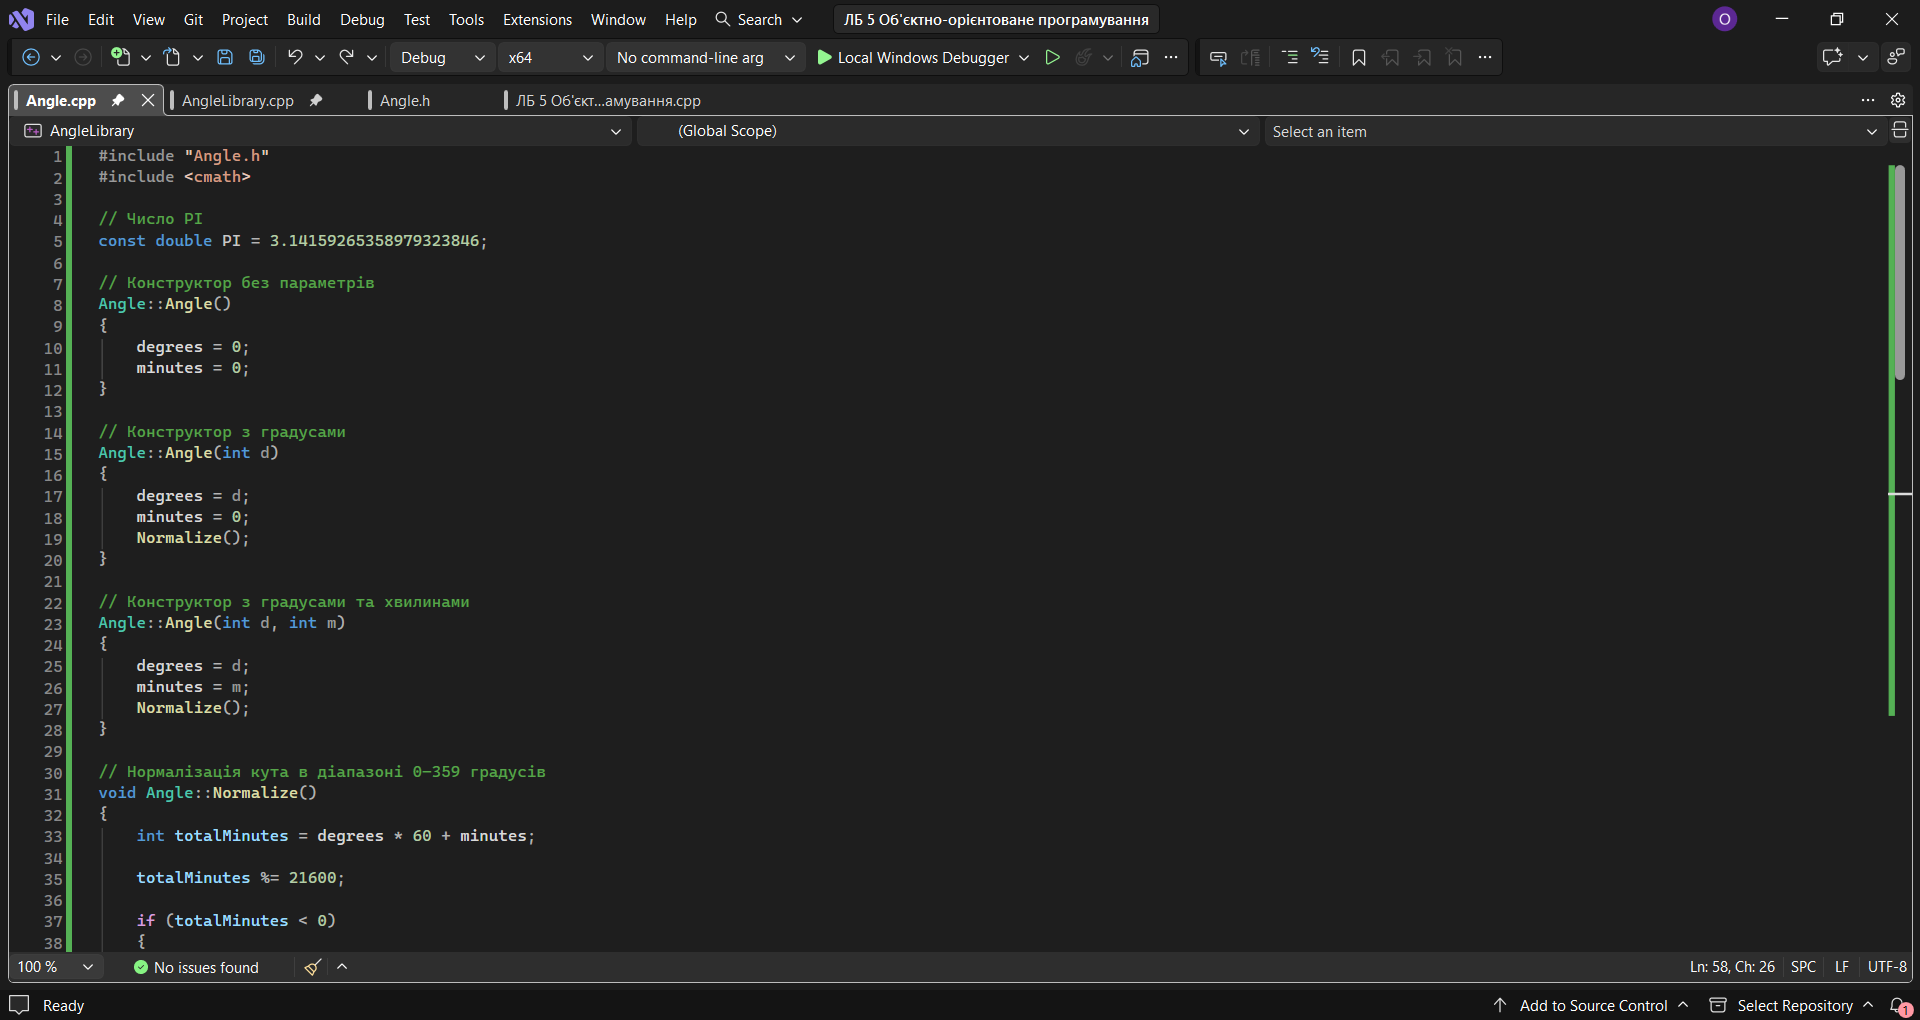 File Edit View Git Project Build Debug Test Tools Extensions Window Help Search ЛБ 5 Об'єктно-орієнтоване програмування O
Debug x64 No command-line arg Local Windows Debugger
Angle.cpp AngleLibrary.cpp Angle.h ЛБ 5 Об'єкт...амування.cpp
AngleLibrary (Global Scope) Select an item
1 #include "Angle.h"
2 #include <cmath>
3
4 // Число PI
5 const double PI = 3.14159265358979323846;
6
7 // Конструктор без параметрів
8 Angle::Angle()
9 {
10 degrees = 0;
11 minutes = 0;
12 }
13
14 // Конструктор з градусами
15 Angle::Angle(int d)
16 {
17 degrees = d;
18 minutes = 0;
19 Normalize();
20 }
21
22 // Конструктор з градусами та хвилинами
23 Angle::Angle(int d, int m)
24 {
25 degrees = d;
26 minutes = m;
27 Normalize();
28 }
29
30 // Нормалізація кута в діапазоні 0–359 градусів
31 void Angle::Normalize()
32 {
33 int totalMinutes = degrees * 60 + minutes;
34
35 totalMinutes %= 21600;
36
37 if (totalMinutes < 0)
38 {
100 % No issues found Ln: 58, Ch: 26 SPC LF UTF-8
Ready Add to Source Control Select Repository 1